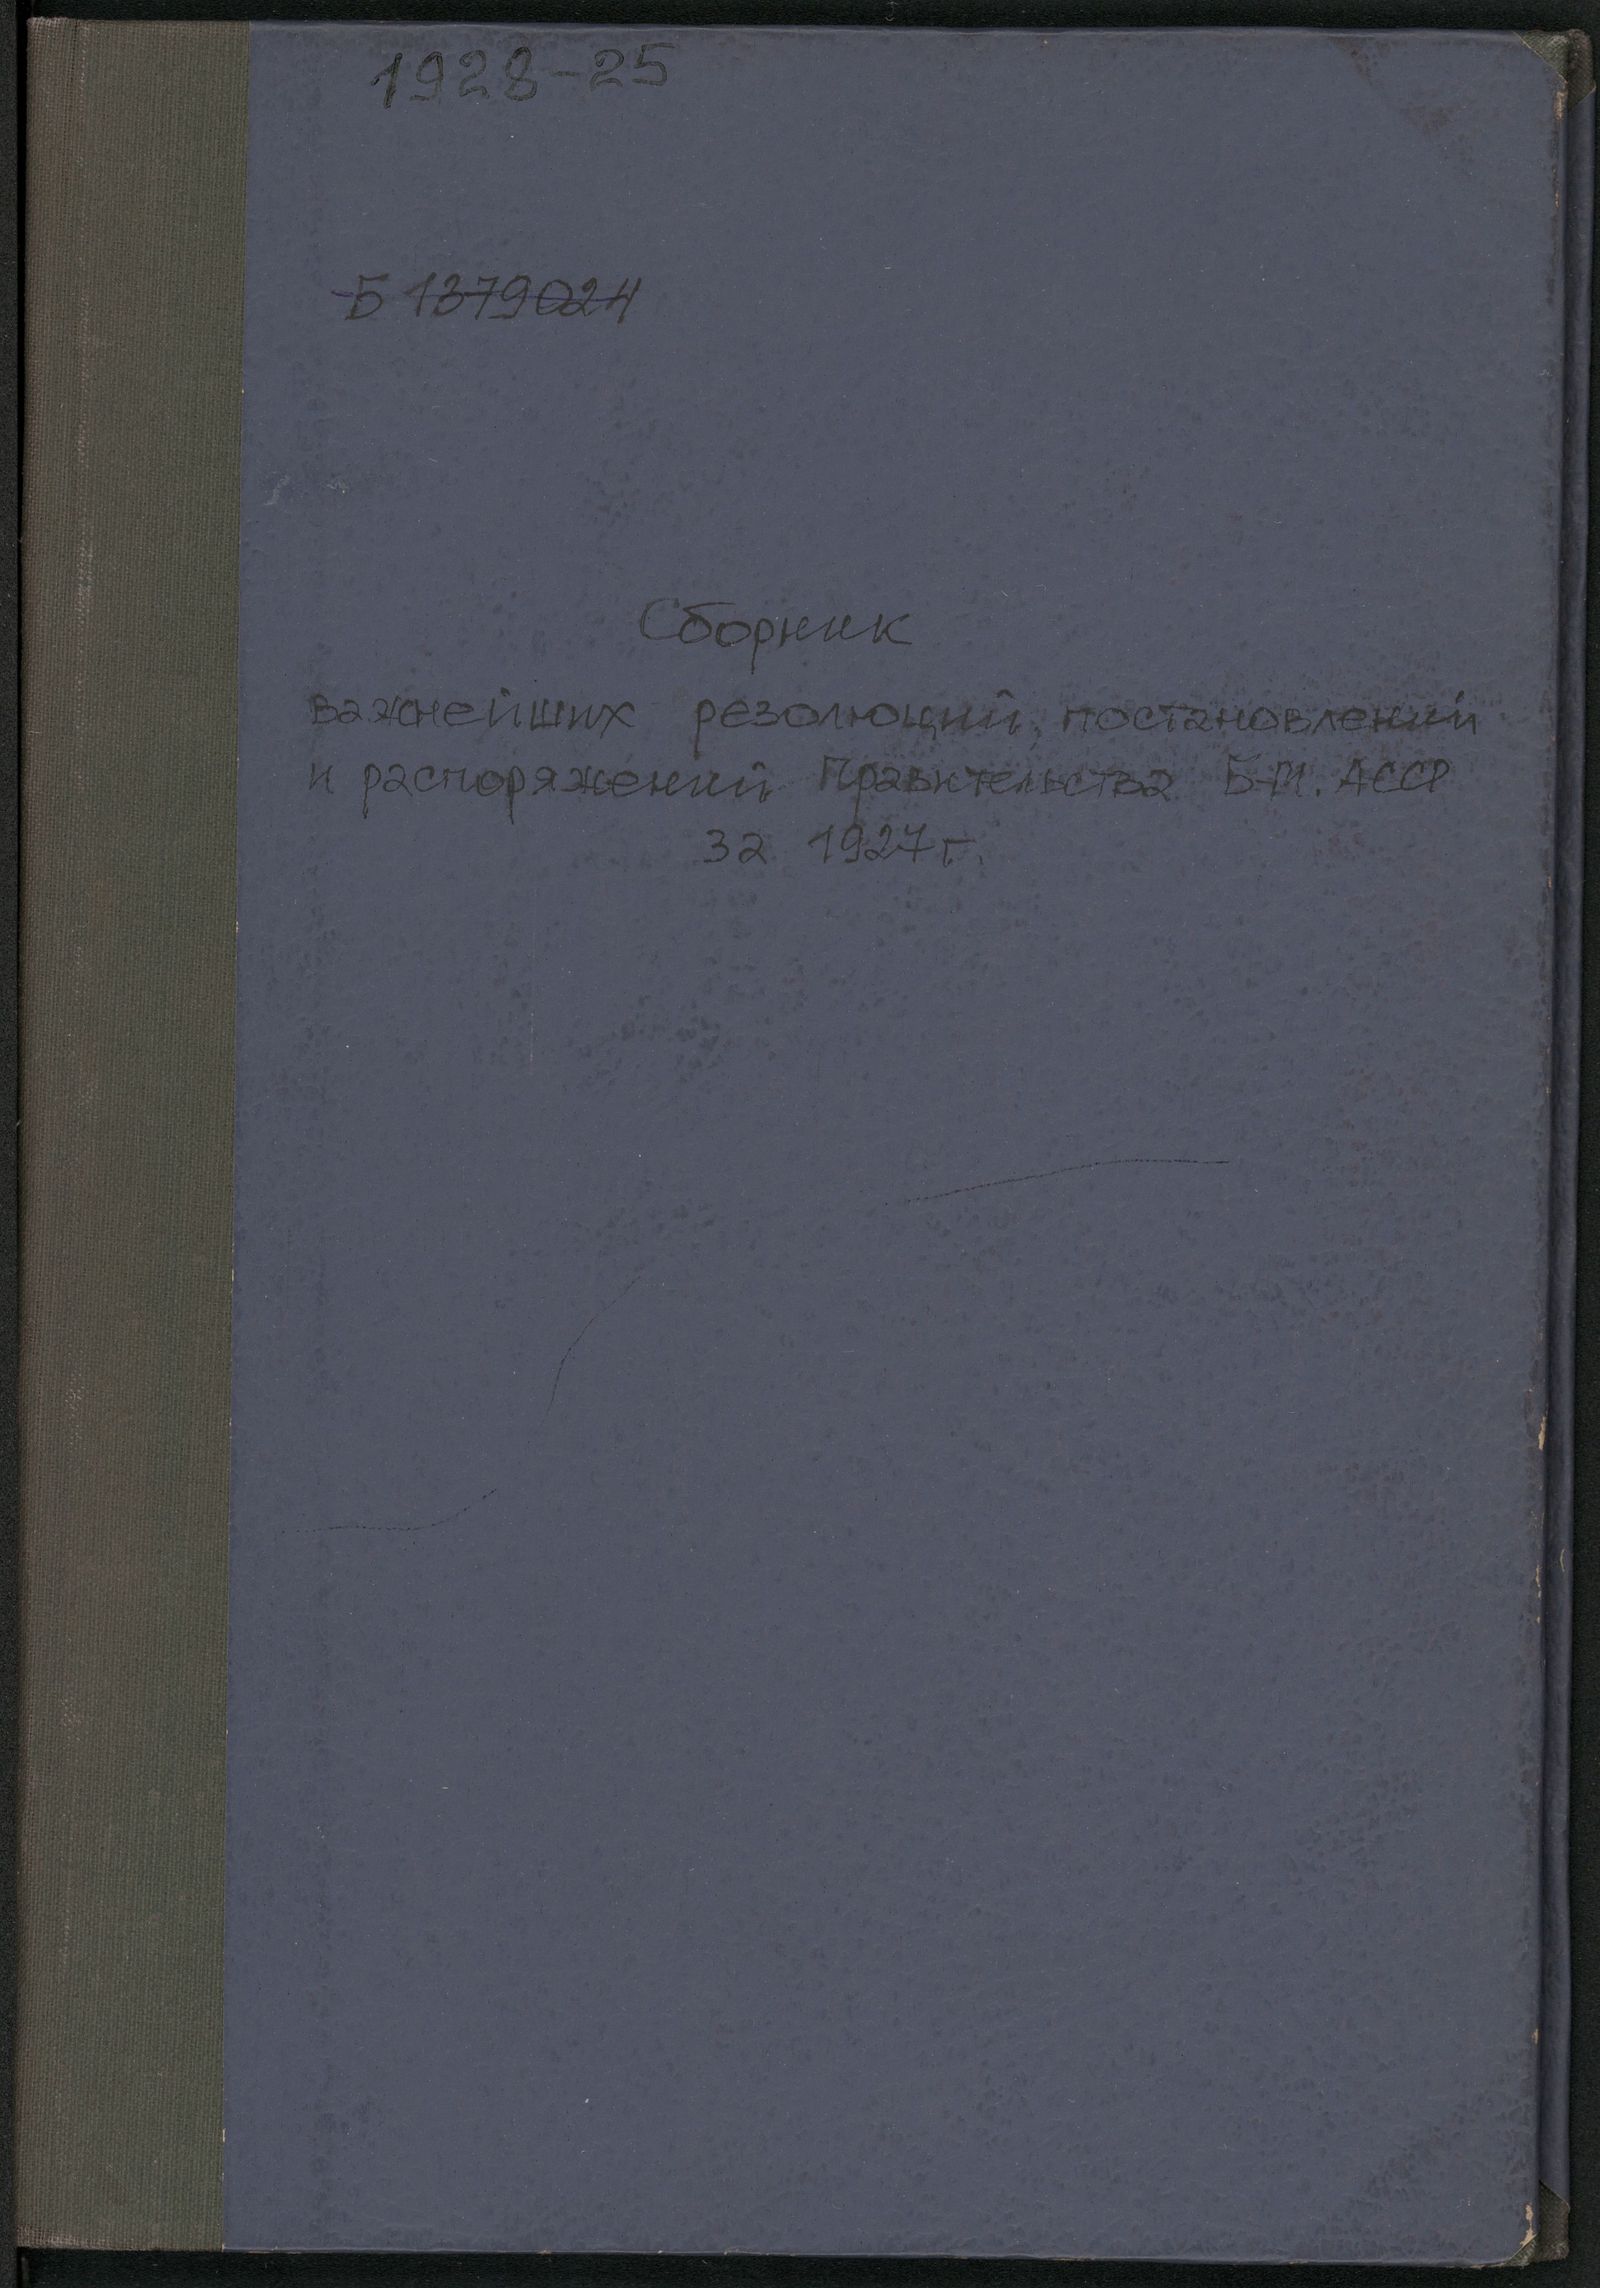 1928-25
Б 1379024
Сборник
важнейших резолюций, постановлений
и распоряжений Правительства Б-М. АССР
за 1927 г.